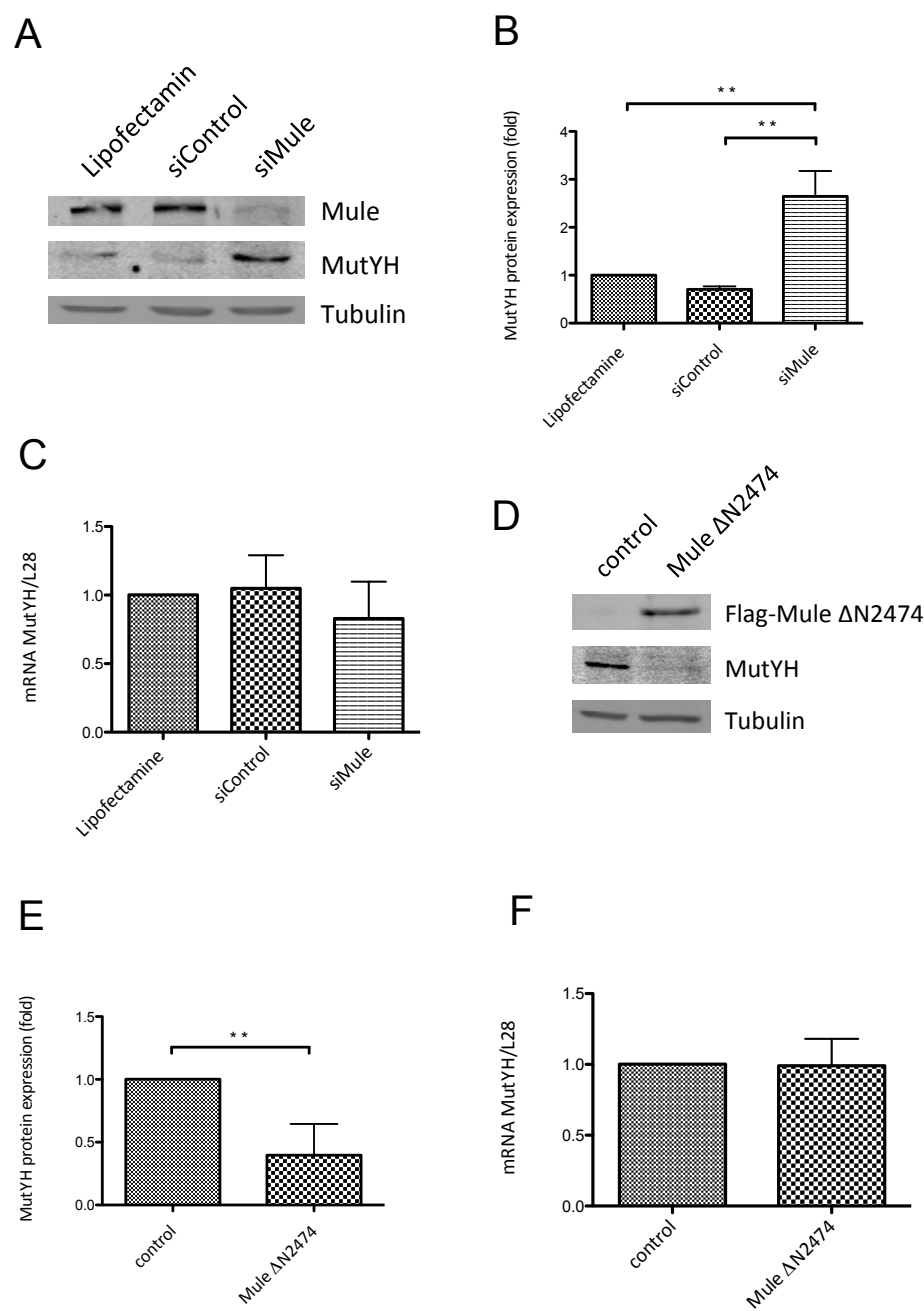 A
Lipofectamin
siControl
siMule
Mule
MutYH
Tubulin
B
MutYH protein expression (fold)
4
3
2
1
0
* *
* *
Lipofectamine
siControl
siMule
C
mRNA MutYH/L28
1.5
1.0
0.5
0.0
Lipofectamine
siControl
siMule
D
control
Mule ΔN2474
Flag-Mule ΔN2474
MutYH
Tubulin
E
MutYH protein expression (fold)
1.5
1.0
0.5
0.0
* *
control
Mule ΔN2474
F
mRNA MutYH/L28
1.5
1.0
0.5
0.0
control
Mule ΔN2474